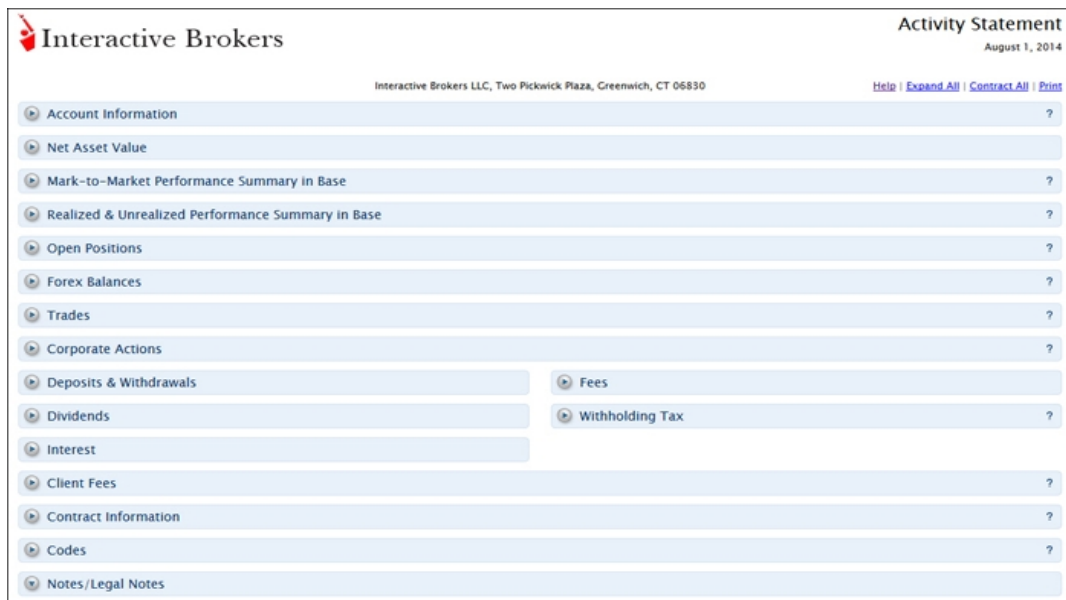 Interactive Brokers
Activity Statement
August 1, 2014
Interactive Brokers LLC, Two Pickwick Plaza, Greenwich, CT 06830
Help | Expand All | Contract All | Print
Account Information ?
Net Asset Value
Mark-to-Market Performance Summary in Base ?
Realized & Unrealized Performance Summary in Base ?
Open Positions ?
Forex Balances ?
Trades ?
Corporate Actions ?
Deposits & Withdrawals
Fees
Dividends
Withholding Tax ?
Interest
Client Fees ?
Contract Information ?
Codes ?
Notes/Legal Notes